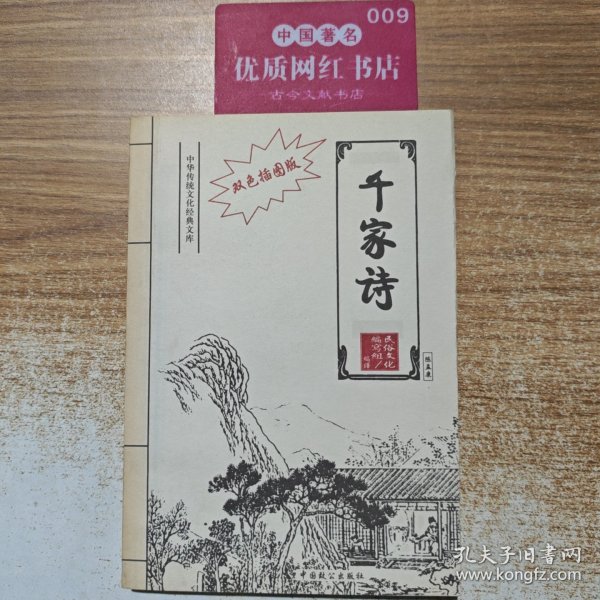 009
中国著名
优质网红书店
古今文献书店
中华传统文化经典文库
双色插图版
千家诗
民俗文化
编写组/
编译
中国致公出版社
孔夫子旧书网
www.kongfz.com